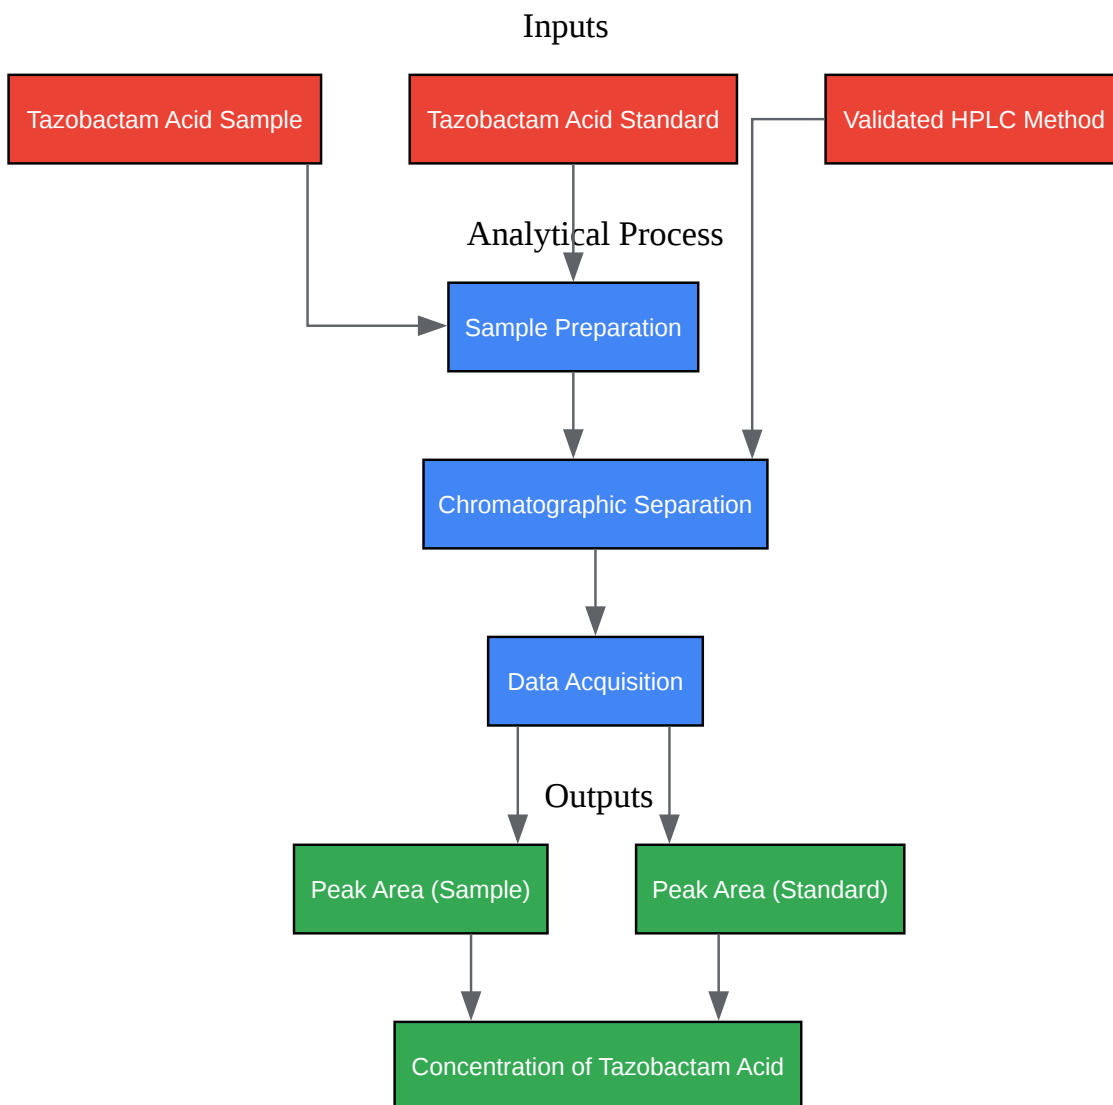 Inputs
Tazobactam Acid Sample
Tazobactam Acid Standard
Validated HPLC Method
Analytical Process
Sample Preparation
Chromatographic Separation
Data Acquisition
Outputs
Peak Area (Sample)
Peak Area (Standard)
Concentration of Tazobactam Acid